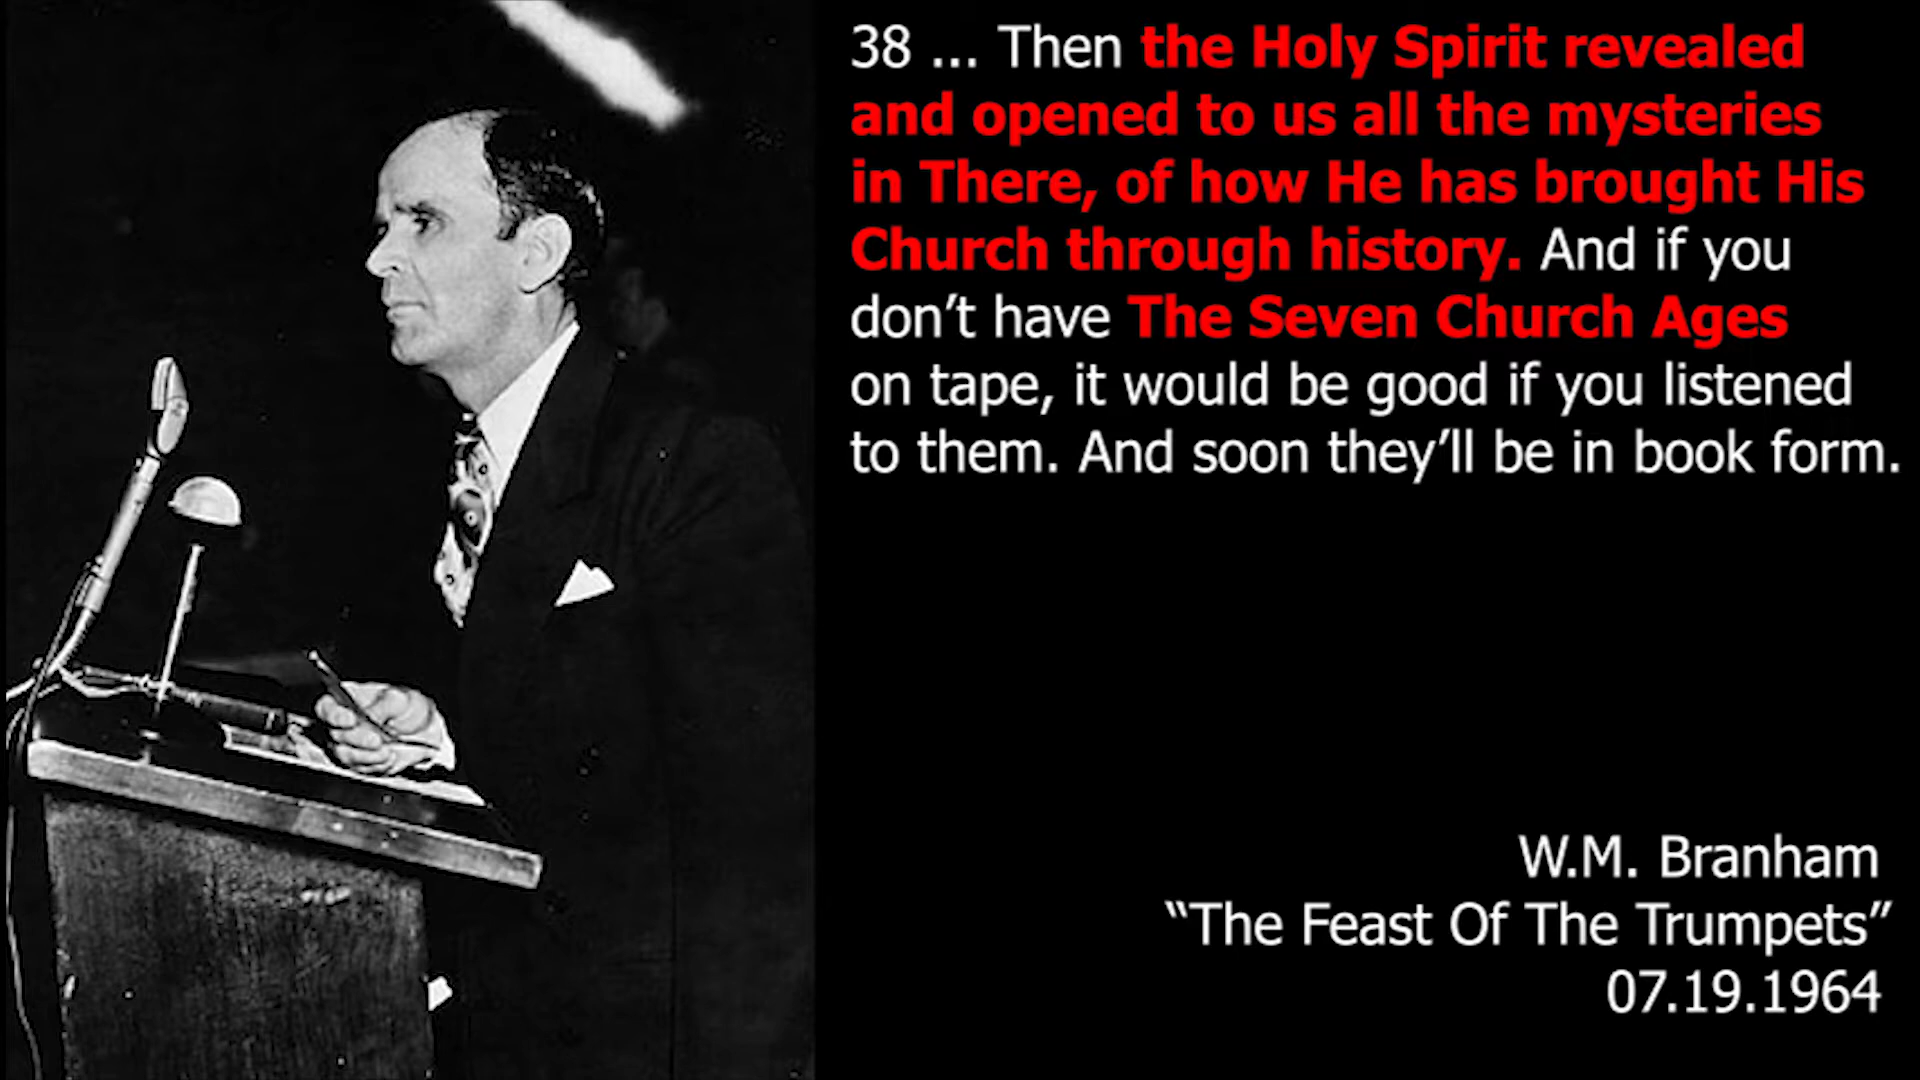 38 ... Then the Holy Spirit revealed
and opened to us all the mysteries
in There, of how He has brought His
Church through history. And if you
don’t have The Seven Church Ages
on tape, it would be good if you listened
to them. And soon they’ll be in book form.
W.M. Branham
“The Feast Of The Trumpets”
07.19.1964